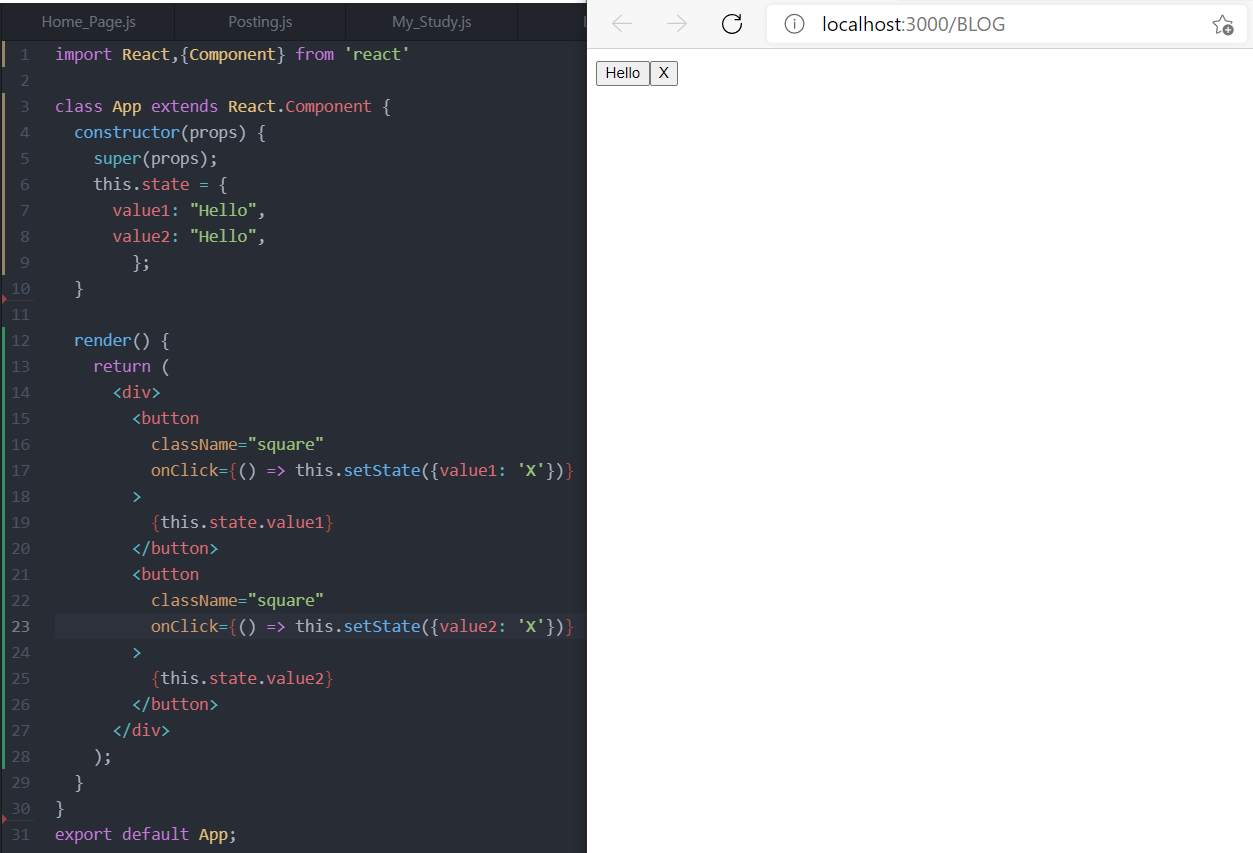 Home_Page.js Posting.js My_Study.js
1 import React,{Component} from 'react'
2
3 class App extends React.Component {
4 constructor(props) {
5 super(props);
6 this.state = {
7 value1: "Hello",
8 value2: "Hello",
9 };
10 }
11
12 render() {
13 return (
14 <div>
15 <button
16 className="square"
17 onClick={() => this.setState({value1: 'X'})}
18 >
19 {this.state.value1}
20 </button>
21 <button
22 className="square"
23 onClick={() => this.setState({value2: 'X'})}
24 >
25 {this.state.value2}
26 </button>
27 </div>
28 );
29 }
30 }
31 export default App;
localhost:3000/BLOG
Hello X